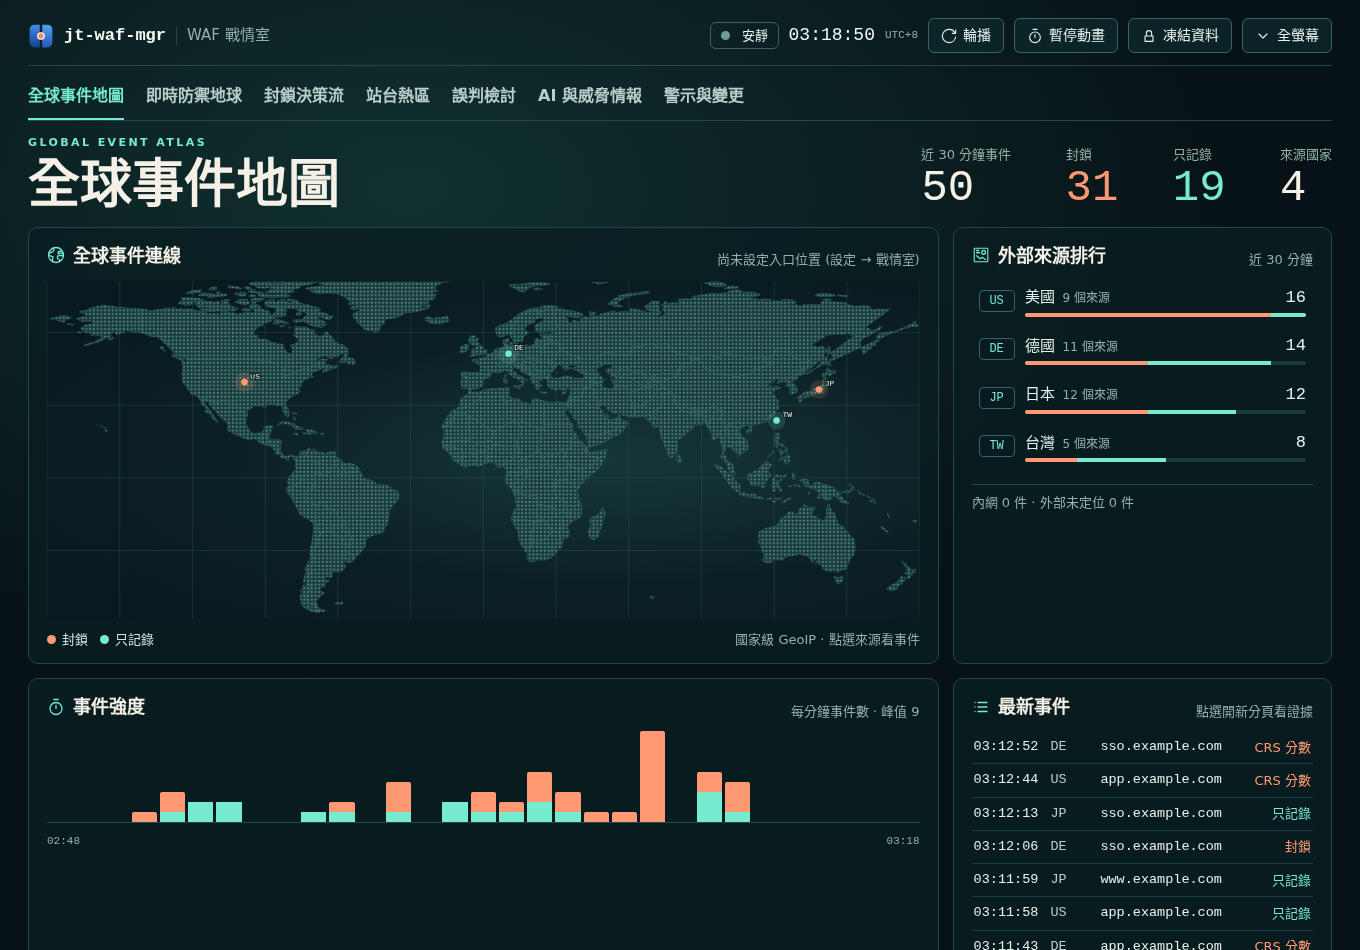 jt-waf-mgr WAF 戰情室
安靜 03:18:50 UTC+8 輪播 暫停動畫 凍結資料 全螢幕
全球事件地圖 即時防禦地球 封鎖決策流 站台熱區 誤判檢討 AI 與威脅情報 警示與變更
GLOBAL EVENT ATLAS
全球事件地圖
近 30 分鐘事件 封鎖 只記錄 來源國家
50 31 19 4
全球事件連線 尚未設定入口位置 (設定 → 戰情室)
US
DE
JP
TW
封鎖 只記錄 國家級 GeoIP · 點選來源看事件
外部來源排行 近 30 分鐘
US 美國 9 個來源 16
DE 德國 11 個來源 14
JP 日本 12 個來源 12
TW 台灣 5 個來源 8
內網 0 件 · 外部未定位 0 件
事件強度 每分鐘事件數 · 峰值 9
02:48 03:18
最新事件 點選開新分頁看證據
03:12:52 DE sso.example.com CRS 分數
03:12:44 US app.example.com CRS 分數
03:12:13 JP sso.example.com 只記錄
03:12:06 DE sso.example.com 封鎖
03:11:59 JP www.example.com 只記錄
03:11:58 US app.example.com 只記錄
03:11:43 DE app.example.com CRS 分數